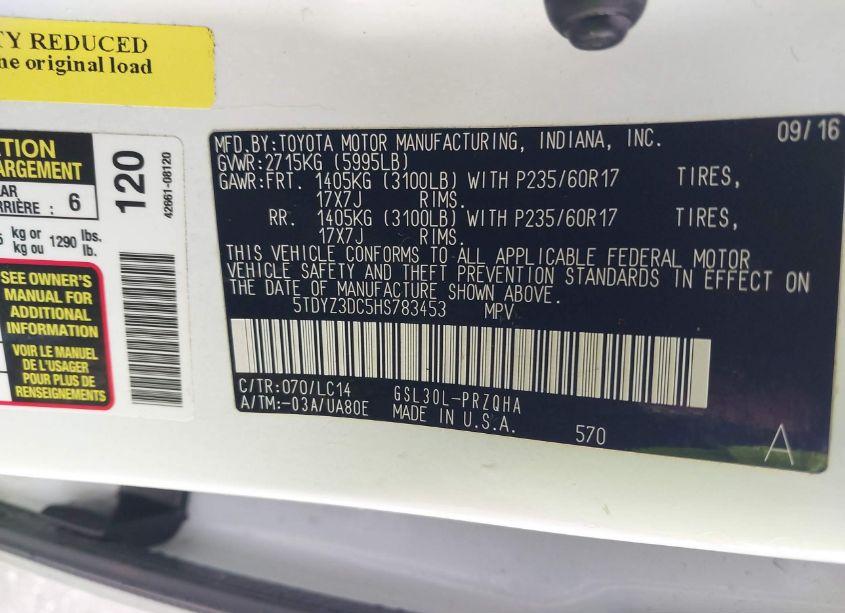 TY REDUCED
he original load
TION
ARGEMENT
AR
RRIÈRE : 6
kg or
kg ou 1290 lbs.
lb.
120
42661-08120
SEE OWNER'S
MANUAL FOR
ADDITIONAL
INFORMATION
VOIR LE MANUEL
DE L'USAGER
POUR PLUS DE
RENSEIGNEMENTS
MFD.BY:TOYOTA MOTOR MANUFACTURING, INDIANA, INC. 09/16
GVWR:2715KG (5995LB)
GAWR:FRT. 1405KG (3100LB) WITH P235/60R17 TIRES,
17X7J RIMS.
RR. 1405KG (3100LB) WITH P235/60R17 TIRES,
17X7J RIMS.
THIS VEHICLE CONFORMS TO ALL APPLICABLE FEDERAL MOTOR
VEHICLE SAFETY AND THEFT PREVENTION STANDARDS IN EFFECT ON
THE DATE OF MANUFACTURE SHOWN ABOVE.
5TDYZ3DC5HS783453 MPV
C/TR:070/LC14 GSL30L-PRZQHA
A/TM:-03A/UA80E MADE IN U.S.A.
570
A